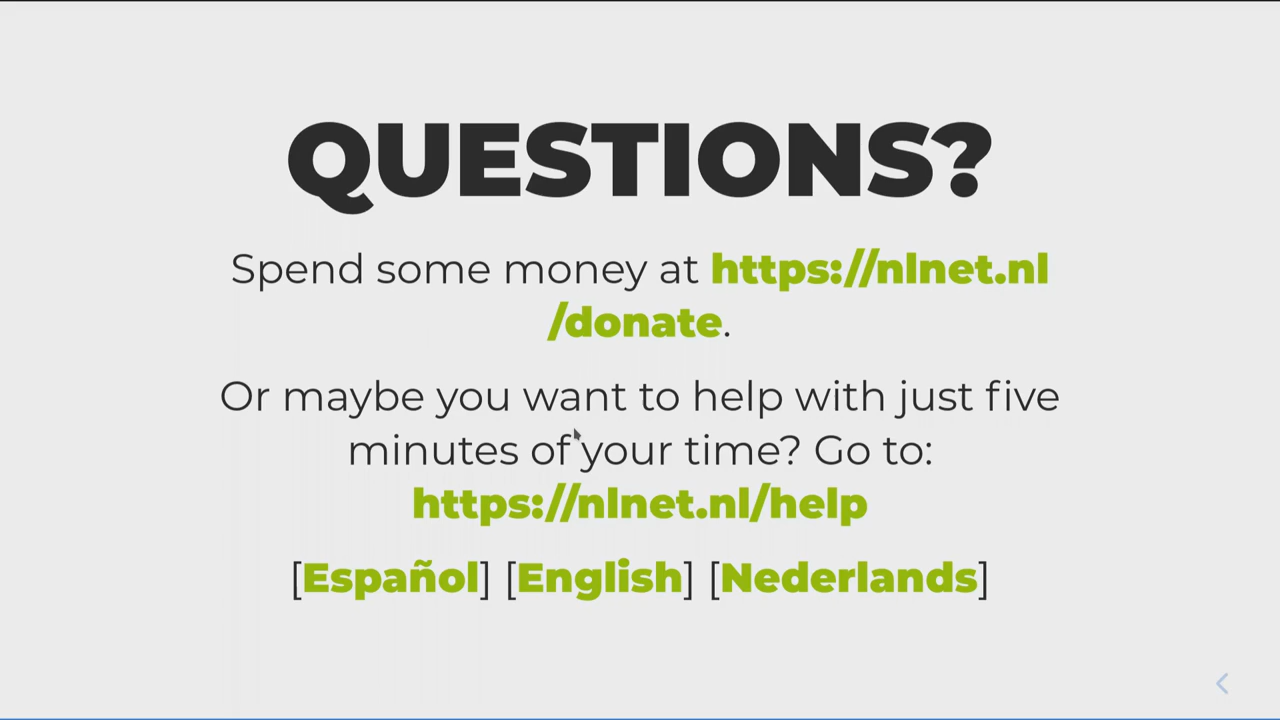 QUESTIONS?
Spend some money at https://nlnet.nl
/donate.
Or maybe you want to help with just five
minutes of your time? Go to:
https://nlnet.nl/help
[Español] [English] [Nederlands]